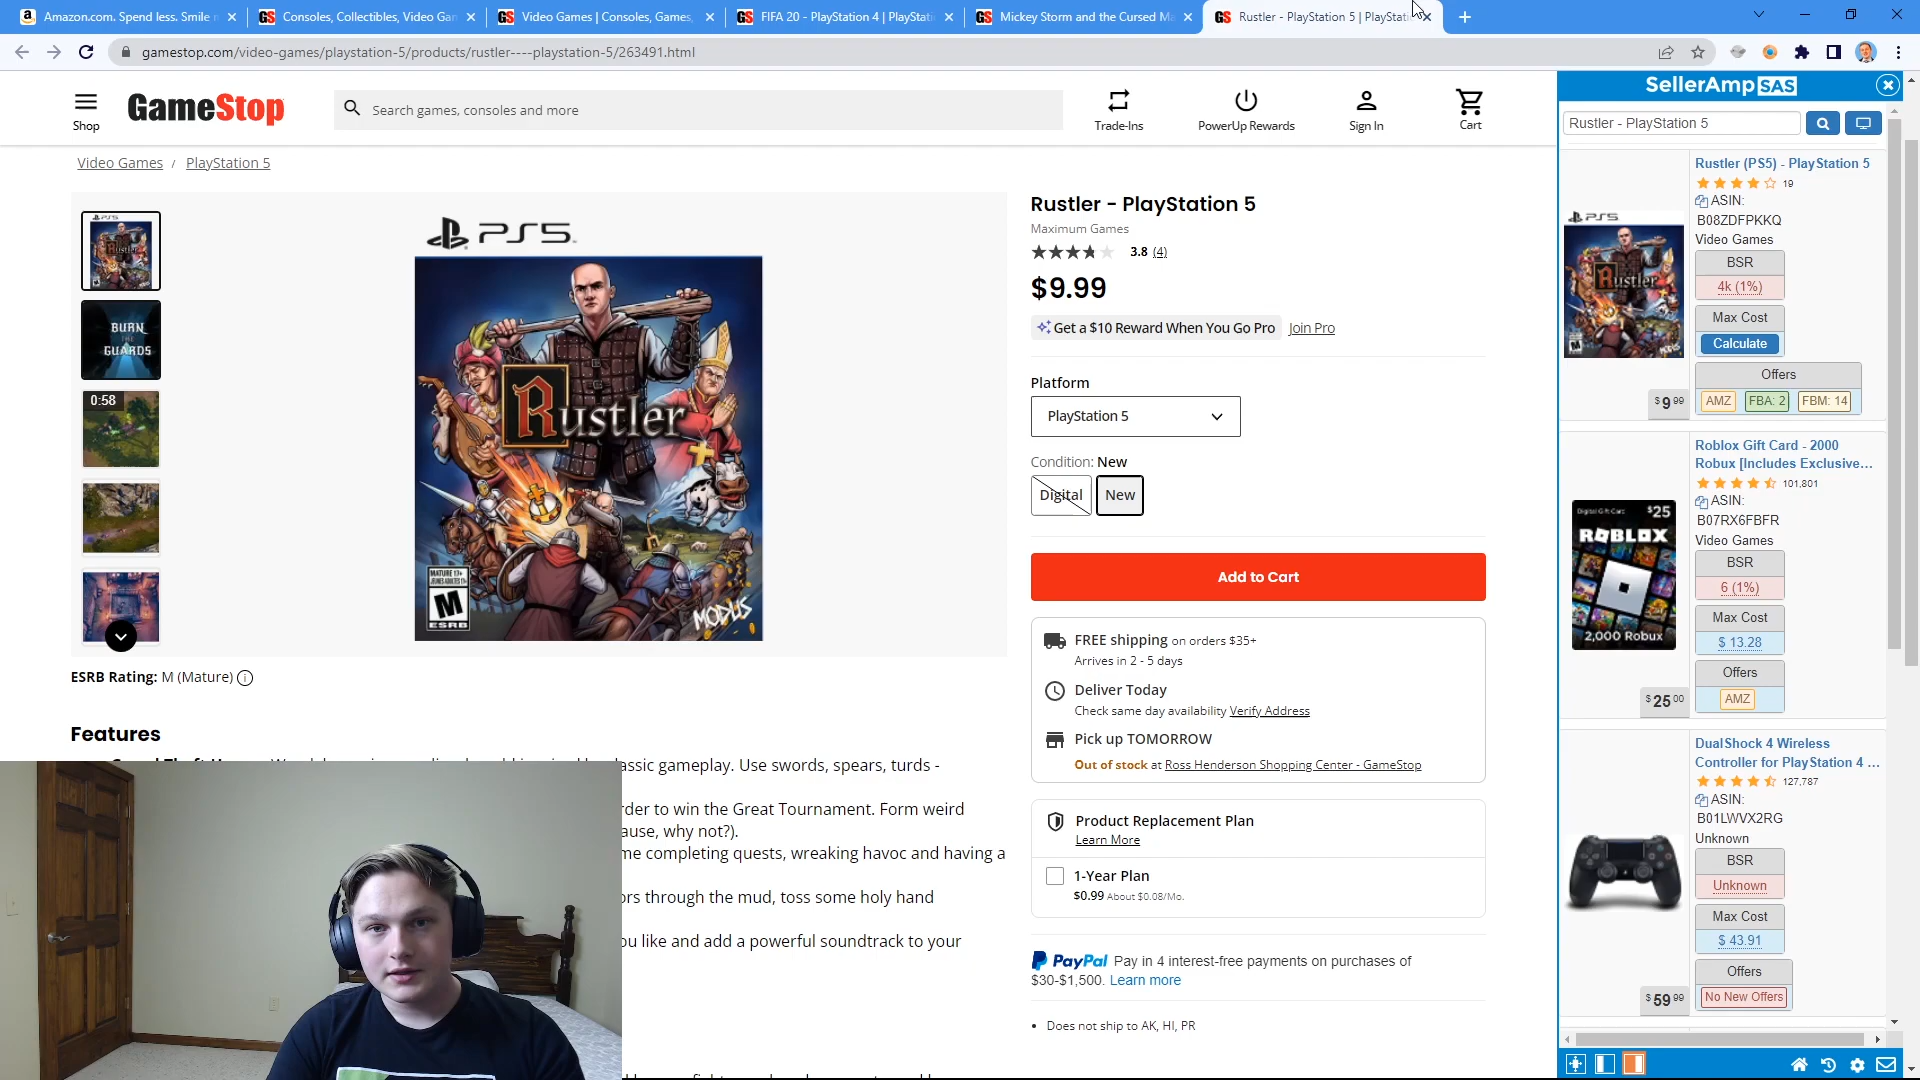 Amazon.com. Spend less. Smile
Consoles, Collectibles, Video Gam
Video Games | Consoles, Games,
FIFA 20 - PlayStation 4 | PlayStati
Mickey Storm and the Cursed Ma
Rustler - PlayStation 5 | PlayStati
gamestop.com/video-games/playstation-5/products/rustler----playstation-5/263491.html
Shop
GameStop
Search games, consoles and more
Trade-Ins
PowerUp Rewards
Sign In
Cart
Video Games / PlayStation 5
PS5
Rustler
MATURE 17+
M
ESRB
MODUS
BURN
THE
GUARDS
0:58
ESRB Rating: M (Mature)
Features
assic gameplay. Use swords, spears, turds -
rder to win the Great Tournament. Form weird
ause, why not?).
me completing quests, wreaking havoc and having a
ors through the mud, toss some holy hand
ou like and add a powerful soundtrack to your
Rustler - PlayStation 5
Maximum Games
3.8 (4)
$9.99
Get a $10 Reward When You Go Pro Join Pro
Platform
PlayStation 5
Condition: New
Digital
New
Add to Cart
FREE shipping on orders $35+
Arrives in 2 - 5 days
Deliver Today
Check same day availability Verify Address
Pick up TOMORROW
Out of stock at Ross Henderson Shopping Center - GameStop
Product Replacement Plan
Learn More
1-Year Plan
$0.99 About $0.08/Mo.
PayPal Pay in 4 interest-free payments on purchases of
$30-$1,500. Learn more
• Does not ship to AK, HI, PR
SellerAmp SAS
Rustler - PlayStation 5
Rustler (PS5) - PlayStation 5
19
ASIN:
B08ZDFPKKQ
Video Games
BSR
4k (1%)
Max Cost
Calculate
Offers
AMZ FBA: 2 FBM: 14
PS5
Rustler
$9 99
Roblox Gift Card - 2000
Robux [Includes Exclusive...
101,801
ASIN:
B07RX6FBFR
Video Games
BSR
6 (1%)
Max Cost
$ 13.28
Offers
AMZ
Digital Gift Card $25
ROBLOX
2,000 Robux
$25 00
DualShock 4 Wireless
Controller for PlayStation 4 ...
127,787
ASIN:
B01LWVX2RG
Unknown
BSR
Unknown
Max Cost
$ 43.91
Offers
No New Offers
$59 99